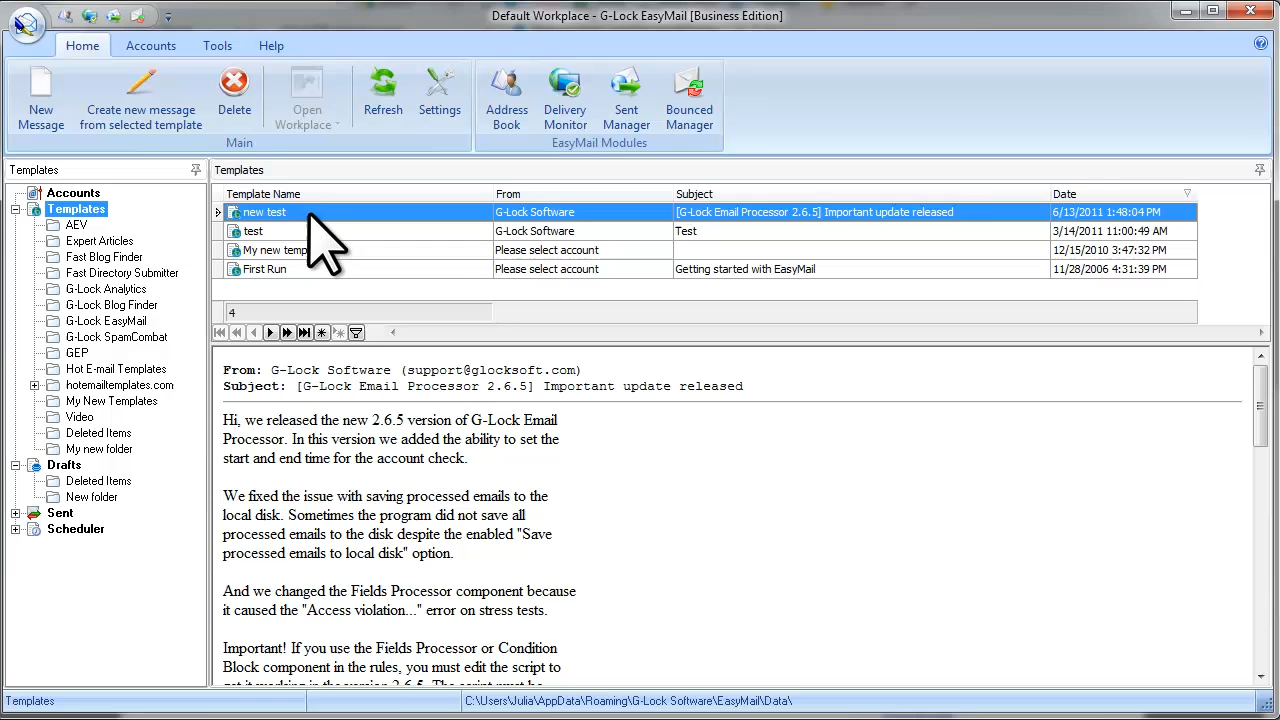 Default Workplace - G-Lock EasyMail [Business Edition]
Home Accounts Tools Help
New Message
Create new message from selected template
Delete
Open Workplace
Refresh
Settings
Address Book
Delivery Monitor
Sent Manager
Bounced Manager
Main
EasyMail Modules
Templates
Accounts
Templates
AEV
Expert Articles
Fast Blog Finder
Fast Directory Submitter
G-Lock Analytics
G-Lock Blog Finder
G-Lock EasyMail
G-Lock SpamCombat
GEP
Hot E-mail Templates
hotemailtemplates.com
My New Templates
Video
Deleted Items
My new folder
Drafts
Deleted Items
New folder
Sent
Scheduler
Templates
Template Name From Subject Date
new test G-Lock Software [G-Lock Email Processor 2.6.5] Important update released 6/13/2011 1:48:04 PM
test G-Lock Software Test 3/14/2011 11:00:49 AM
My new temp Please select account 12/15/2010 3:47:32 PM
First Run Please select account Getting started with EasyMail 11/28/2006 4:31:39 PM
4
From: G-Lock Software (support@glocksoft.com)
Subject: [G-Lock Email Processor 2.6.5] Important update released
Hi, we released the new 2.6.5 version of G-Lock Email
Processor. In this version we added the ability to set the
start and end time for the account check.
We fixed the issue with saving processed emails to the
local disk. Sometimes the program did not save all
processed emails to the disk despite the enabled "Save
processed emails to local disk" option.
And we changed the Fields Processor component because
it caused the "Access violation..." error on stress tests.
Important! If you use the Fields Processor or Condition
Block component in the rules, you must edit the script to
get it working in the version 2.6.5. The script must be
Templates
C:\Users\Julia\AppData\Roaming\G-Lock Software\EasyMail\Data\